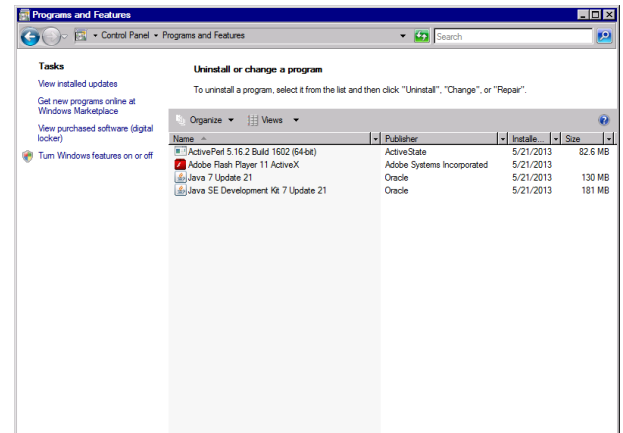 Programs and Features
Control Panel Programs and Features Search
Tasks
View installed updates
Get new programs online at
Windows Marketplace
View purchased software (digital
locker)
Turn Windows features on or off
Uninstall or change a program
To uninstall a program, select it from the list and then click "Uninstall", "Change", or "Repair".
Organize Views
Name Publisher Installe... Size
ActivePerl 5.16.2 Build 1602 (64-bit) ActiveState 5/21/2013 82.6 MB
Adobe Flash Player 11 ActiveX Adobe Systems Incorporated 5/21/2013
Java 7 Update 21 Oracle 5/21/2013 130 MB
Java SE Development Kit 7 Update 21 Oracle 5/21/2013 181 MB